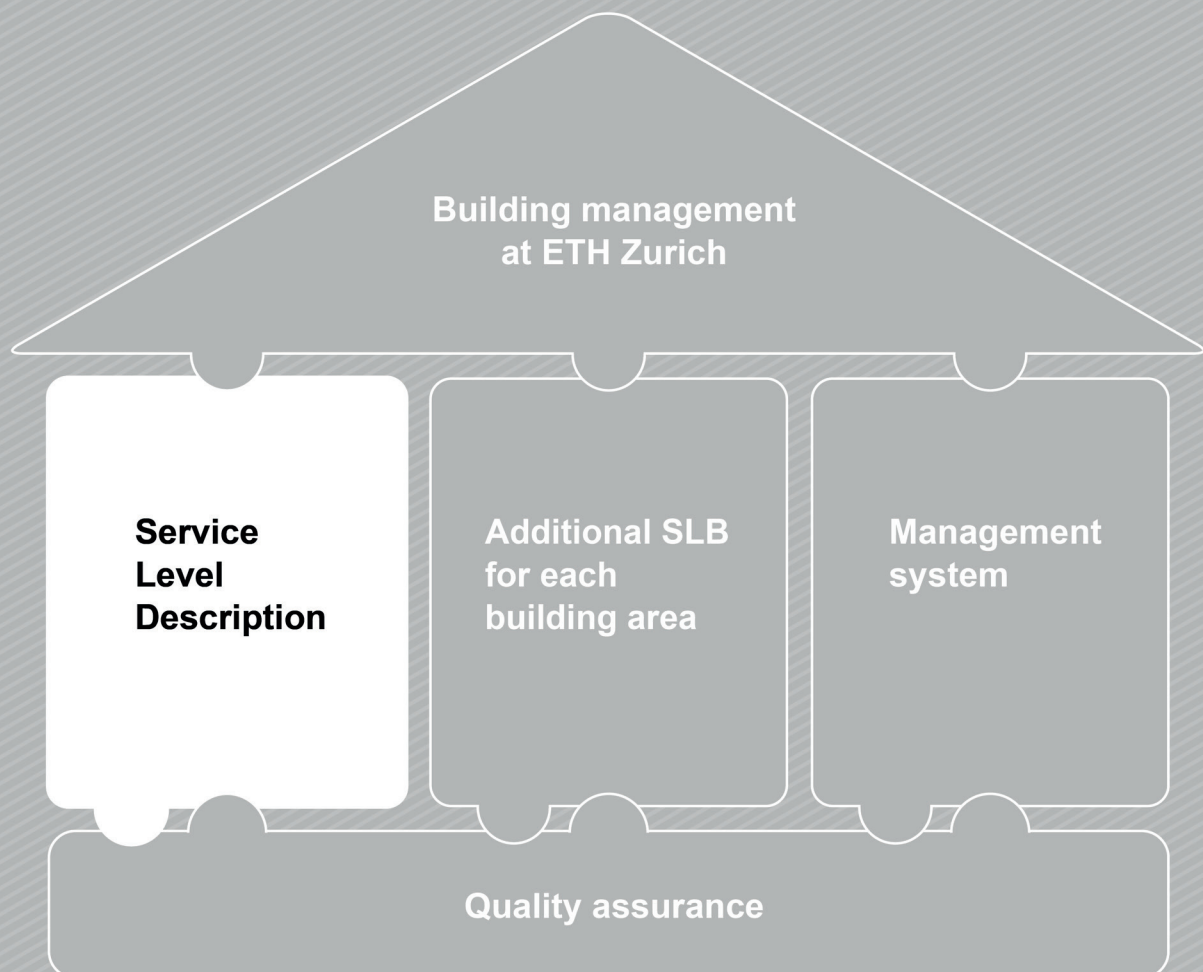 Building management
at ETH Zurich
Service
Level
Description
Additional SLB
for each
building area
Management
system
Quality assurance